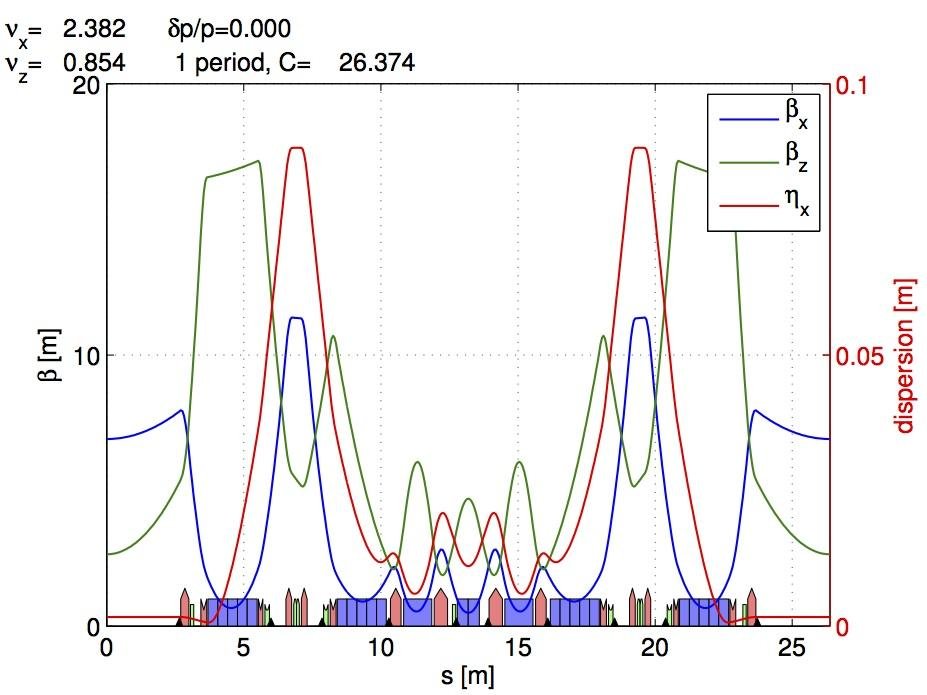 νx= 2.382 δp/p=0.000
νz= 0.854 1 period, C= 26.374
20
10
0
β [m]
0.1
0.05
0
dispersion [m]
βx
βz
ηx
0 5 10 15 20 25
s [m]